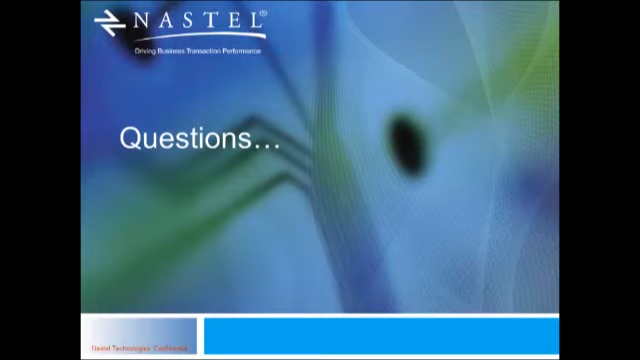 NASTEL®
Driving Business Transaction Performance
Questions...
Nastel Technologies Confidential